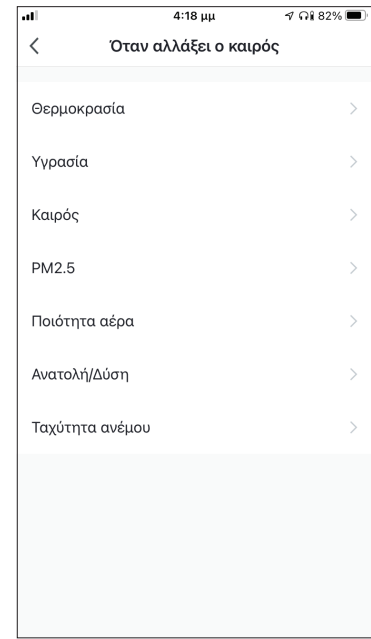 4:18 μμ
82%
Όταν αλλάξει ο καιρός
Θερμοκρασία
Υγρασία
Καιρός
PM2.5
Ποιότητα αέρα
Ανατολή/Δύση
Ταχύτητα ανέμου